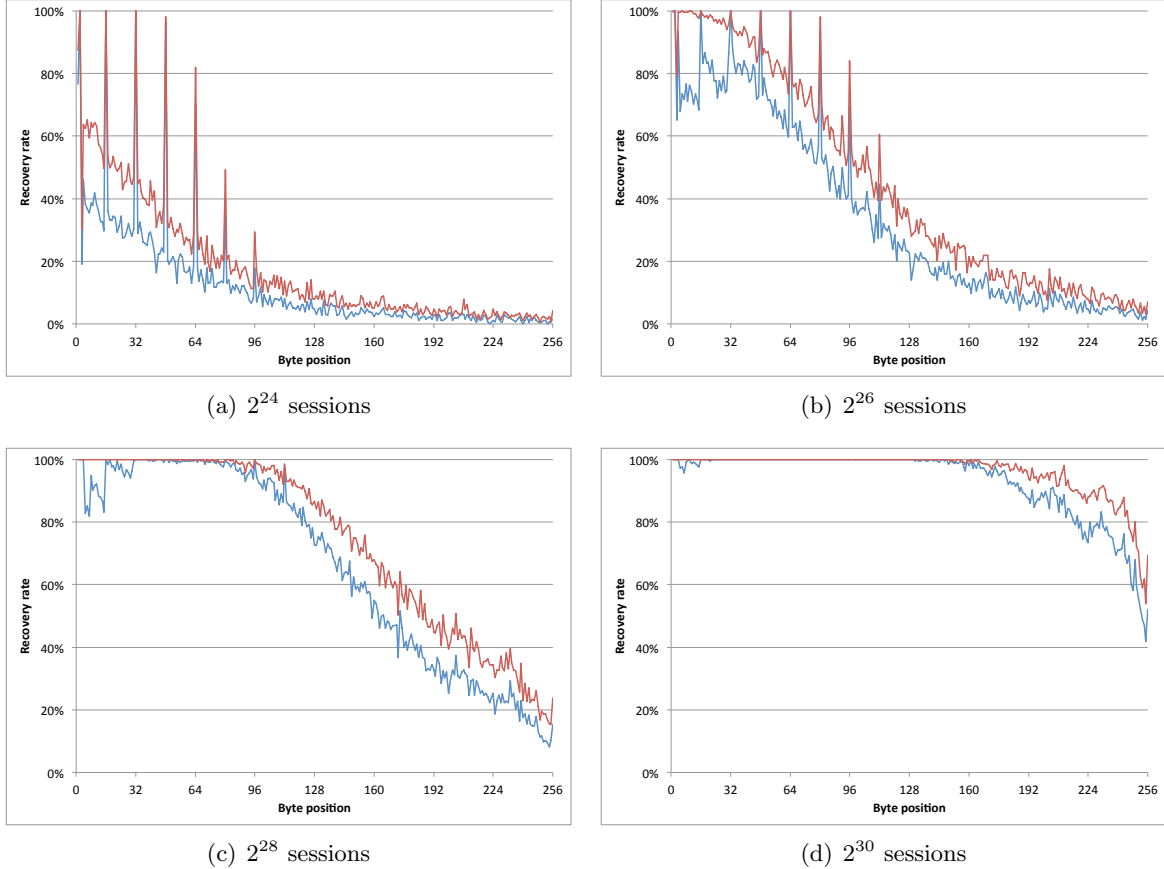 100%
80%
60%
40%
20%
0%
Recovery rate
0 32 64 96 128 160 192 224 256
Byte position
(a) 2^24 sessions
100%
80%
60%
40%
20%
0%
Recovery rate
0 32 64 96 128 160 192 224 256
Byte position
(b) 2^26 sessions
100%
80%
60%
40%
20%
0%
Recovery rate
0 32 64 96 128 160 192 224 256
Byte position
(c) 2^28 sessions
100%
80%
60%
40%
20%
0%
Recovery rate
0 32 64 96 128 160 192 224 256
Byte position
(d) 2^30 sessions